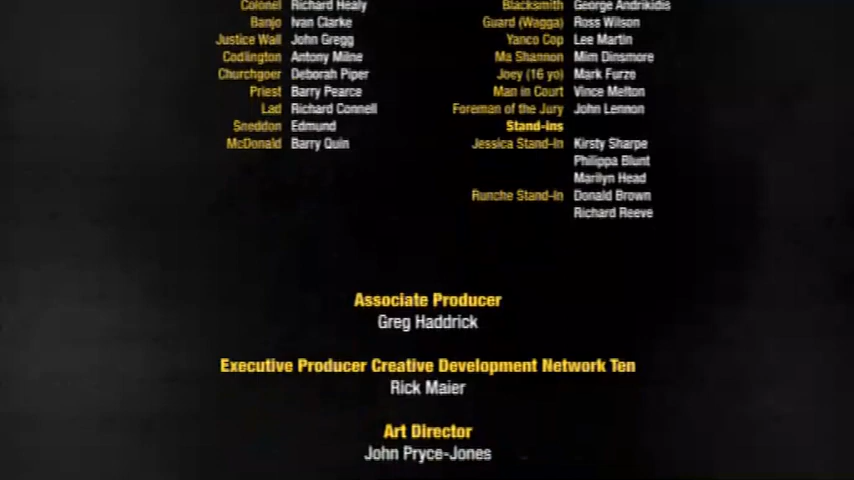 Colonel Richard Healy
Banjo Ivan Clarke
Justice Wall John Gregg
Codlington Antony Milne
Churchgoer Deborah Piper
Priest Barry Pearce
Lad Richard Connell
Sneddon Edmund
McDonald Barry Quin
Blacksmith George Andrikidis
Guard (Wagga) Ross Wilson
Yanco Cop Lee Martin
Ma Shannon Mim Dinsmore
Joey (16 yo) Mark Furze
Man in Court Vince Melton
Foreman of the Jury John Lennon
Stand-ins
Jessica Stand-In Kirsty Sharpe
Philippa Blunt
Marilyn Head
Runche Stand-In Donald Brown
Richard Reeve
Associate Producer
Greg Haddrick
Executive Producer Creative Development Network Ten
Rick Maier
Art Director
John Pryce-Jones